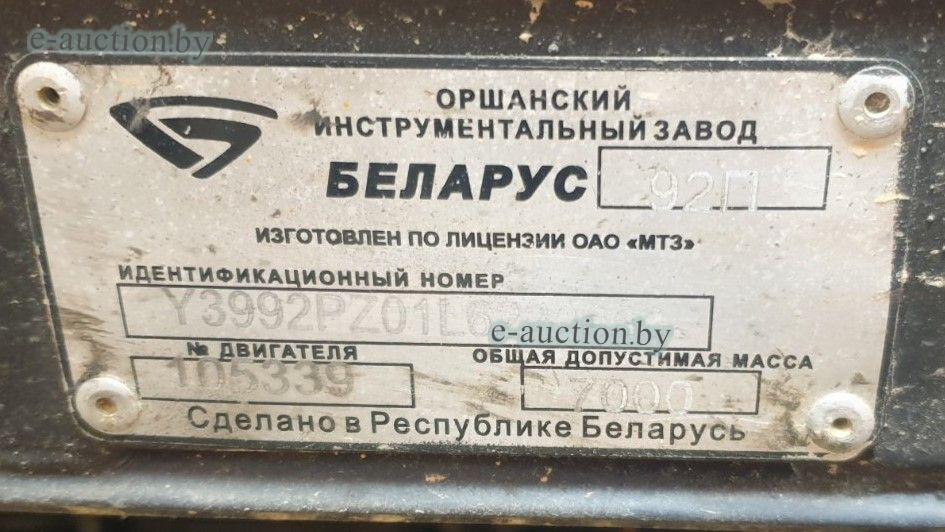 e-auction.by
ОРШАНСКИЙ
ИНСТРУМЕНТАЛЬНЫЙ ЗАВОД
БЕЛАРУС 92П
ИЗГОТОВЛЕН ПО ЛИЦЕНЗИИ ОАО «МТЗ»
ИДЕНТИФИКАЦИОННЫЙ НОМЕР
e-auction.by
№ ДВИГАТЕЛЯ ОБЩАЯ ДОПУСТИМАЯ МАССА
105339 7000
Сделано в Республике Беларусь